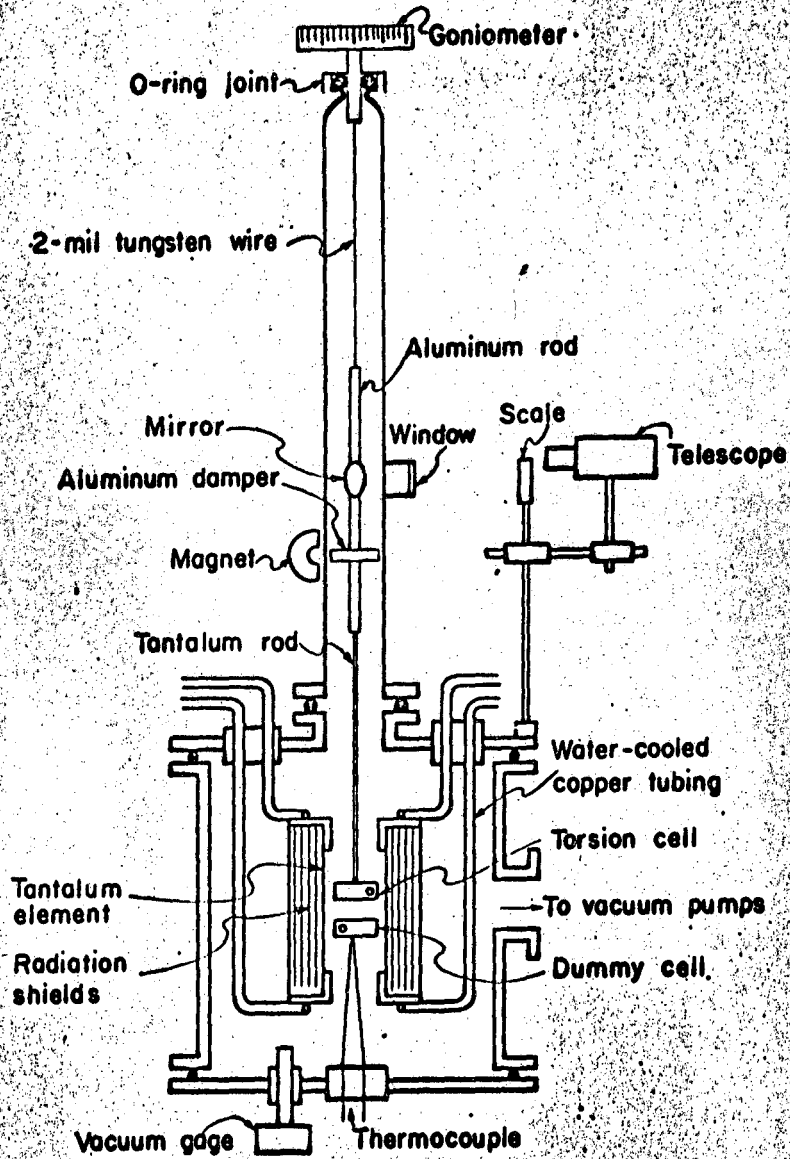 Goniometer
O-ring joint
2-mil tungsten wire
Aluminum rod
Scale
Mirror
Window
Telescope
Aluminum damper
Magnet
Tantalum rod
Water-cooled
copper tubing
Torsion cell
Tantalum
element
To vacuum pumps
Radiation
shields
Dummy cell
Vacuum gage
Thermocouple